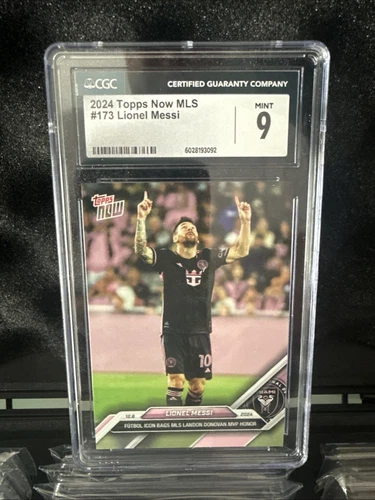 CGC
CERTIFIED GUARANTY COMPANY
2024 Topps Now MLS
#173 Lionel Messi
MINT
9
6028193092
TOPPS
NOW
10
LIONEL MESSI
2024
FÚTBOL ICON BAGS MLS LANDON DONOVAN MVP HONOR